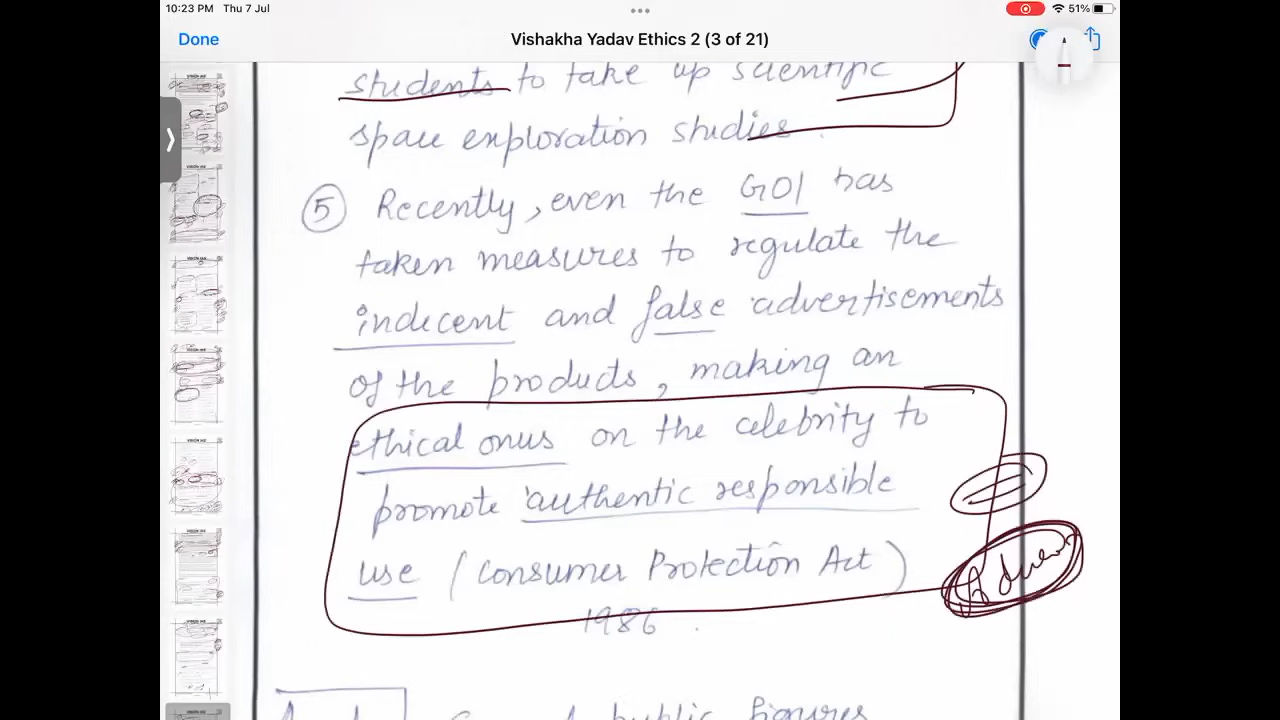 10:23 PM Thu 7 Jul
51%
Done
Vishakha Yadav Ethics 2 (3 of 21)
students to take up scientific
space exploration studies.
5 Recently, even the GOI has
taken measures to regulate the
indecent and false advertisements
of the products, making an
ethical onus on the celebrity to
promote authentic responsible
use (Consumer Protection Act)
1986.
public figures